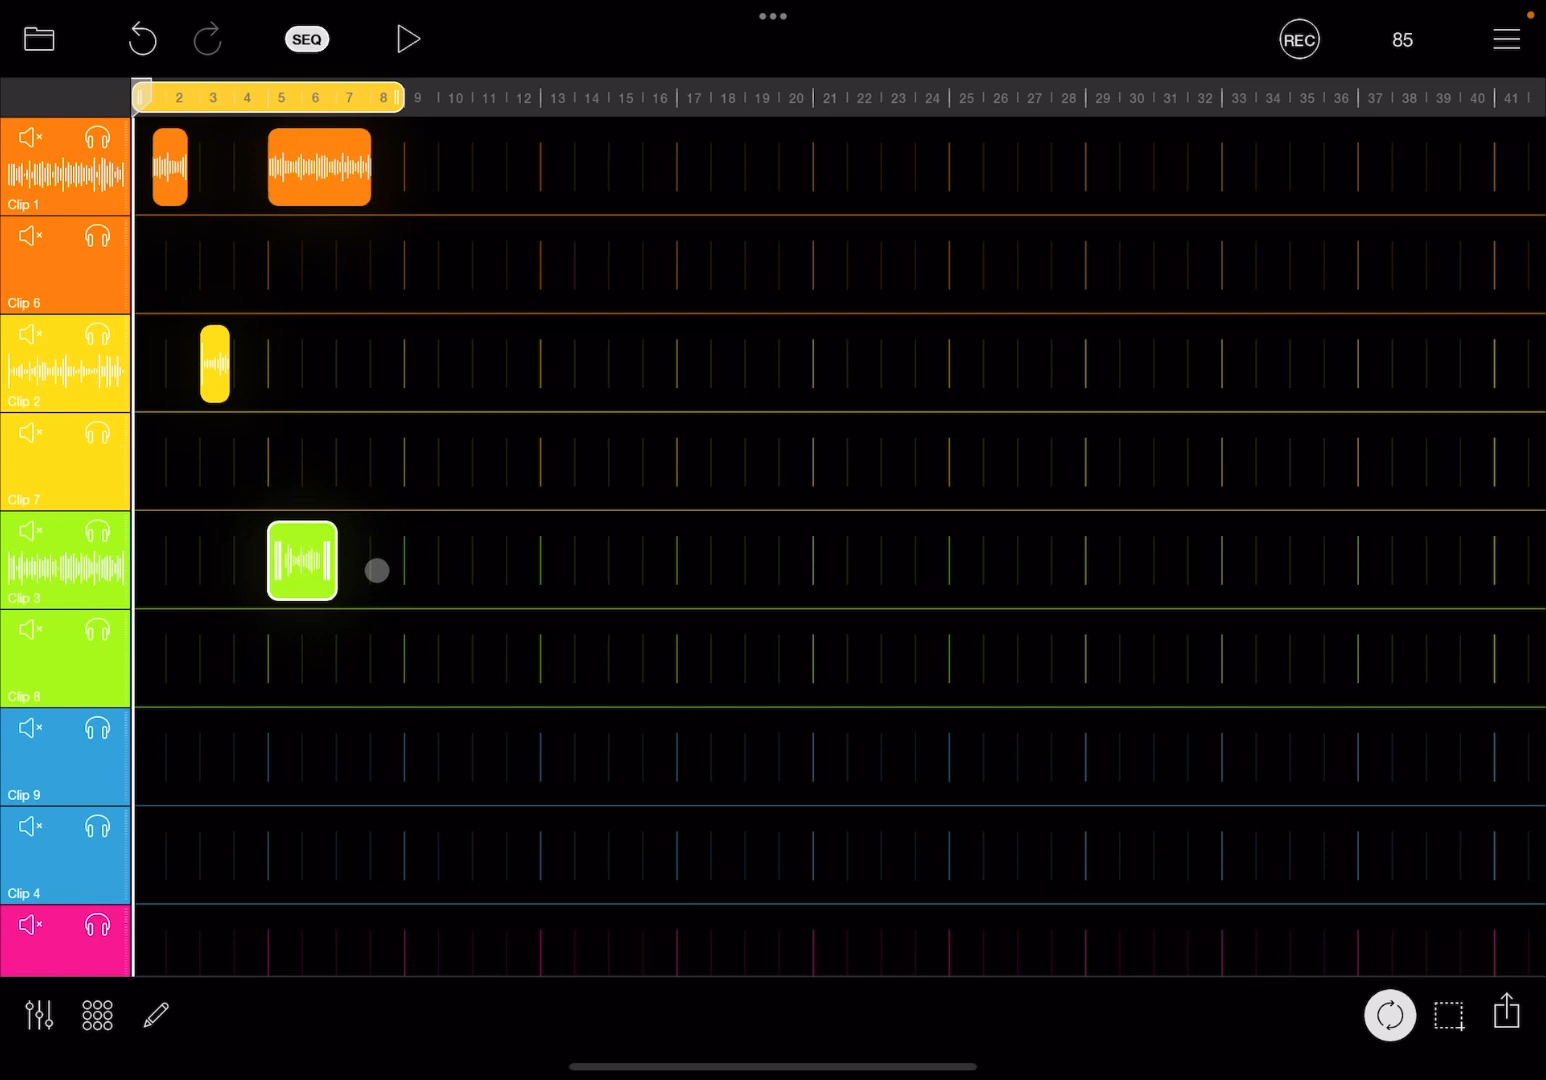 SEQ
REC
85
2 3 4 5 6 7 8 9 10 11 12 13 14 15 16 17 18 19 20 21 22 23 24 25 26 27 28 29 30 31 32 33 34 35 36 37 38 39 40 41
Clip 1
Clip 6
Clip 2
Clip 7
Clip 3
Clip 8
Clip 9
Clip 4